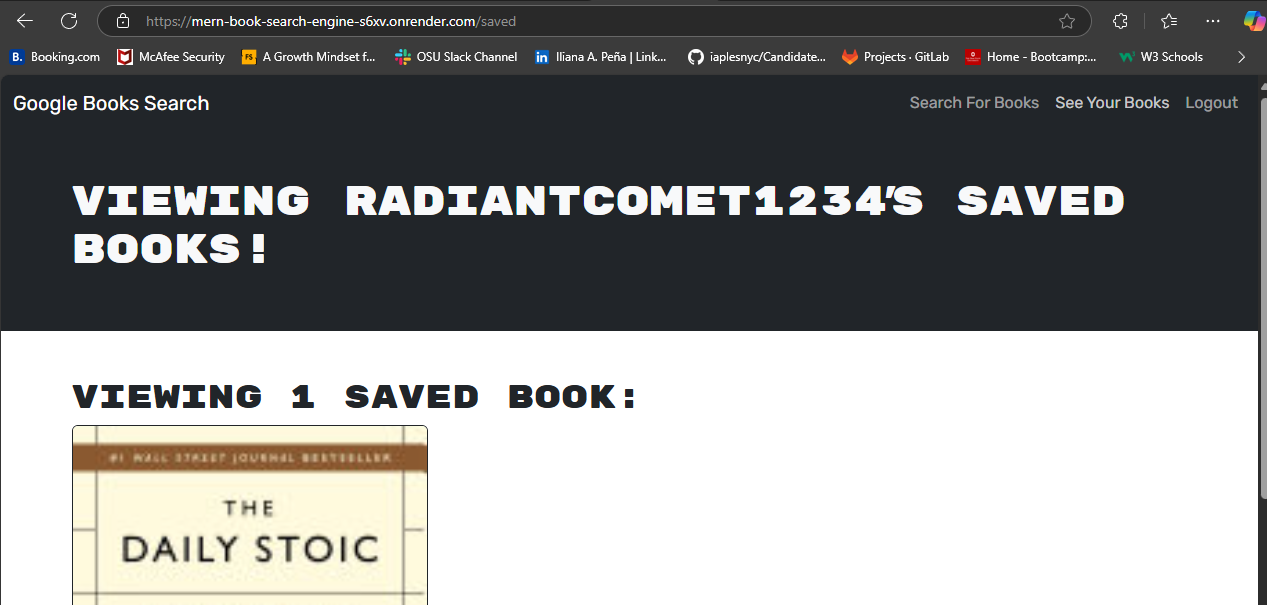 https://mern-book-search-engine-s6xv.onrender.com/saved
B. Booking.com McAfee Security FS A Growth Mindset f... OSU Slack Channel in Iliana A. Peña | Link... iaplesnyc/Candidate... Projects · GitLab Home - Bootcamp:... W3 Schools
Google Books Search Search For Books See Your Books Logout
VIEWING RADIANTCOMET1234'S SAVED
BOOKS!
VIEWING 1 SAVED BOOK:
#1 WALL STREET JOURNAL BESTSELLER
THE
DAILY STOIC